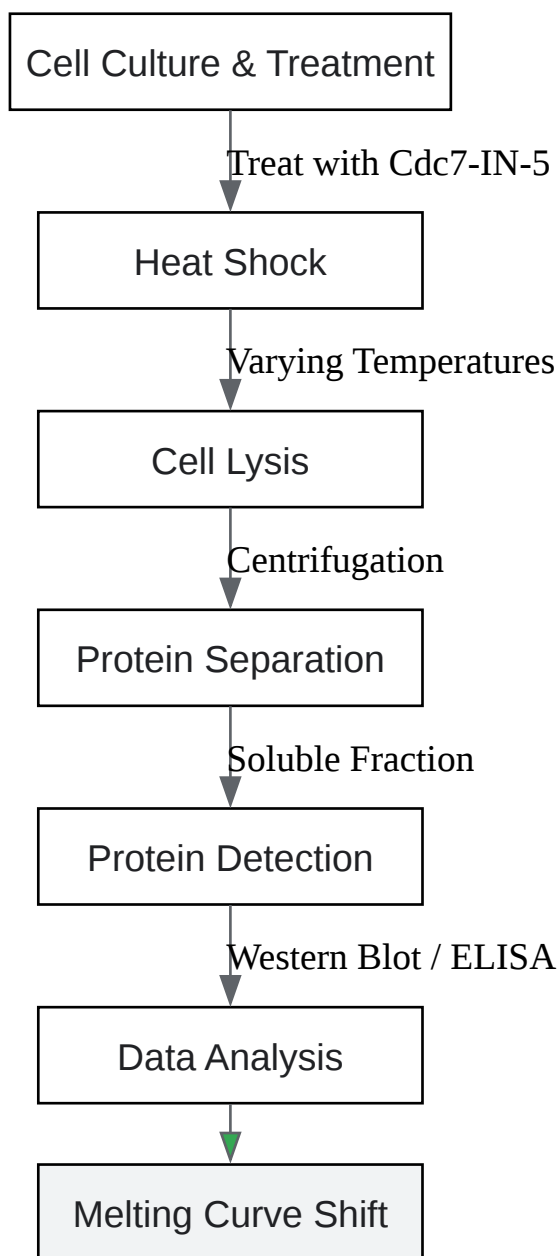 Cell Culture & Treatment
Treat with Cdc7-IN-5
Heat Shock
Varying Temperatures
Cell Lysis
Centrifugation
Protein Separation
Soluble Fraction
Protein Detection
Western Blot / ELISA
Data Analysis
Melting Curve Shift